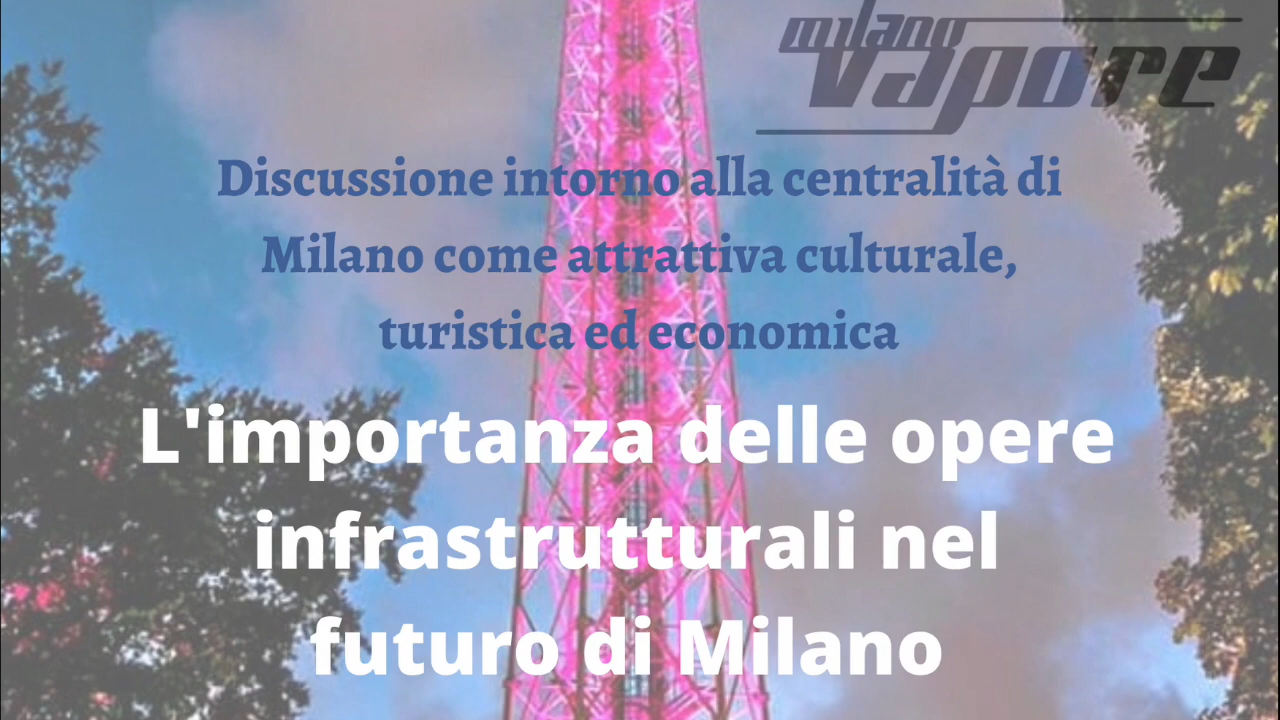 milano
vapore
Discussione intorno alla centralità di
Milano come attrattiva culturale,
turistica ed economica
L'importanza delle opere
infrastrutturali nel
futuro di Milano